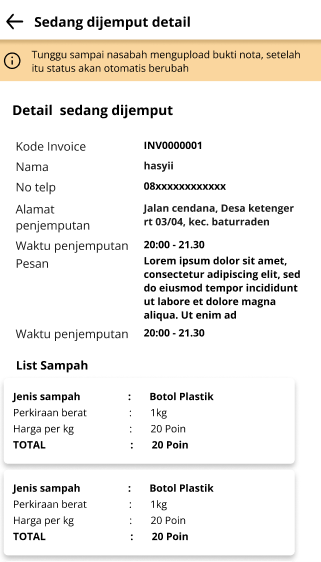 Sedang dijemput detail
Tunggu sampai nasabah mengupload bukti nota, setelah
itu status akan otomatis berubah
Detail sedang dijemput
Kode Invoice INV0000001
Nama hasyii
No telp 08xxxxxxxxxxxx
Alamat penjemputan Jalan cendana, Desa ketenger
rt 03/04, kec. baturraden
Waktu penjemputan 20:00 - 21.30
Pesan Lorem ipsum dolor sit amet,
consectetur adipiscing elit, sed
do eiusmod tempor incididunt
ut labore et dolore magna
aliqua. Ut enim ad
Waktu penjemputan 20:00 - 21.30
List Sampah
Jenis sampah : Botol Plastik
Perkiraan berat : 1kg
Harga per kg : 20 Poin
TOTAL : 20 Poin
Jenis sampah : Botol Plastik
Perkiraan berat : 1kg
Harga per kg : 20 Poin
TOTAL : 20 Poin